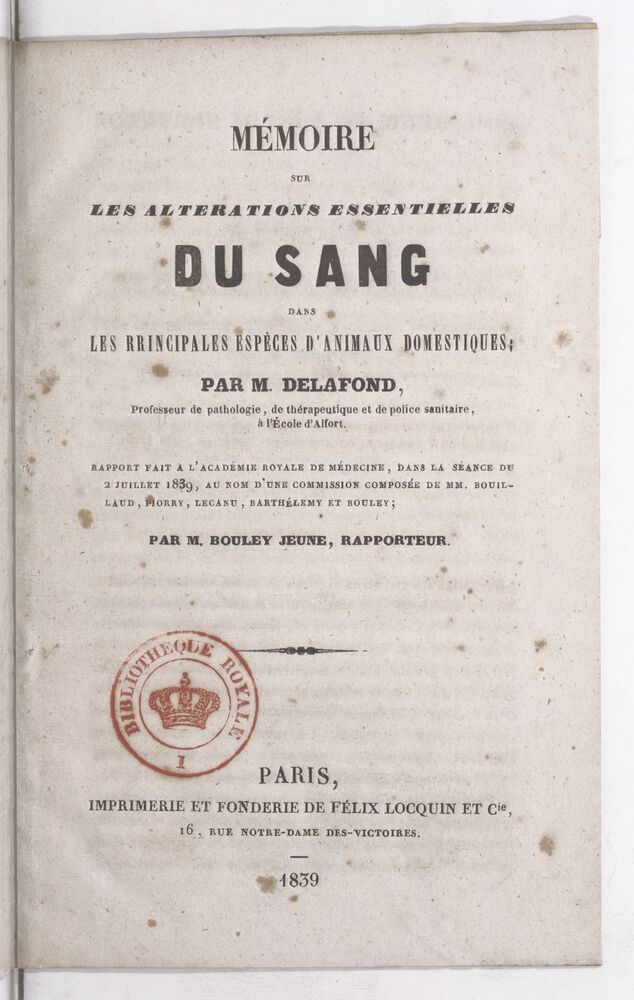 MÉMOIRE
SUR
LES ALTERATIONS ESSENTIELLES
DU SANG
DANS
LES RRINCIPALES ESPÈCES D'ANIMAUX DOMESTIQUES;
PAR M. DELAFOND,
Professeur de pathologie, de thérapeutique et de police sanitaire,
à l'École d'Alfort.
RAPPORT FAIT A L'ACADÉMIE ROYALE DE MÉDECINE, DANS LA SÉANCE DU
2 JUILLET 1839, AU NOM D'UNE COMMISSION COMPOSÉE DE MM. BOUIL-
LAUD, PIORRY, LECANU, BARTHÉLEMY ET BOULEY;
PAR M. BOULEY JEUNE, RAPPORTEUR.
BIBLIOTHEQUE ROYALE
I
PARIS,
IMPRIMERIE ET FONDERIE DE FÉLIX LOCQUIN ET Cie,
16, RUE NOTRE-DAME DES-VICTOIRES.
1839